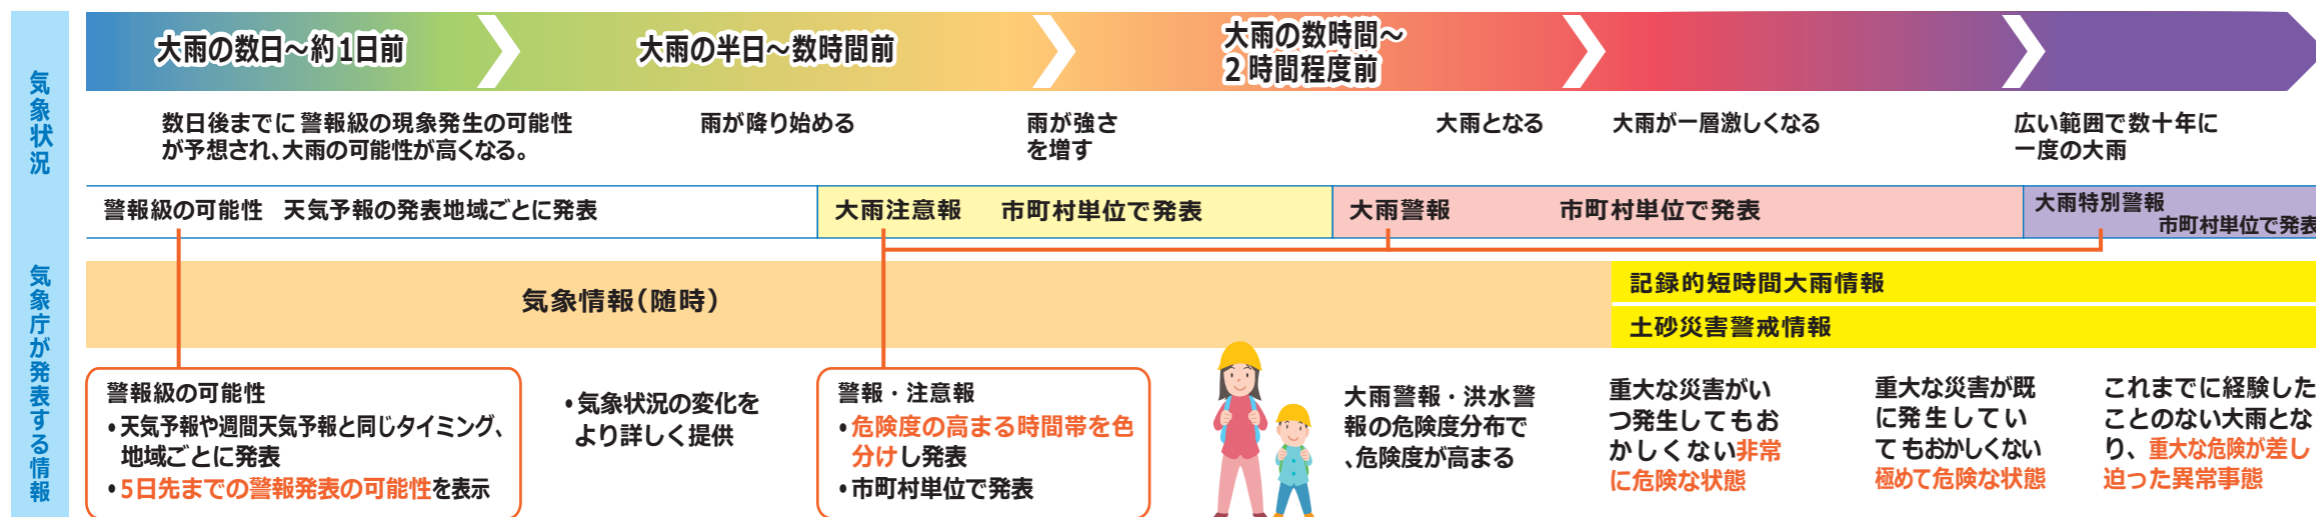 大雨の数日～約1日前
大雨の半日～数時間前
大雨の数時間～
2時間程度前
気象状況
数日後までに 警報級の現象発生の可能性
が予想され、大雨の可能性が高くなる。
雨が降り始める
雨が強さ
を増す
大雨となる
大雨が一層激しくなる
広い範囲で数十年に
一度の大雨
警報級の可能性 天気予報の発表地域ごとに発表
大雨注意報 市町村単位で発表
大雨警報 市町村単位で発表
大雨特別警報
市町村単位で発表
気象庁が発表する情報
気象情報(随時)
記録的短時間大雨情報
土砂災害警戒情報
警報級の可能性
•天気予報や週間天気予報と同じタイミング、
地域ごとに発表
•5日先までの警報発表の可能性を表示
•気象状況の変化を
より詳しく提供
警報・注意報
•危険度の高まる時間帯を色
分けし発表
•市町村単位で発表
大雨警報・洪水警
報の危険度分布で
、危険度が高まる
重大な災害がい
つ発生してもお
かしくない非常
に危険な状態
重大な災害が既
に発生してい
てもおかしくない
極めて危険な状態
これまでに経験した
ことのない大雨とな
り、重大な危険が差し
迫った異常事態